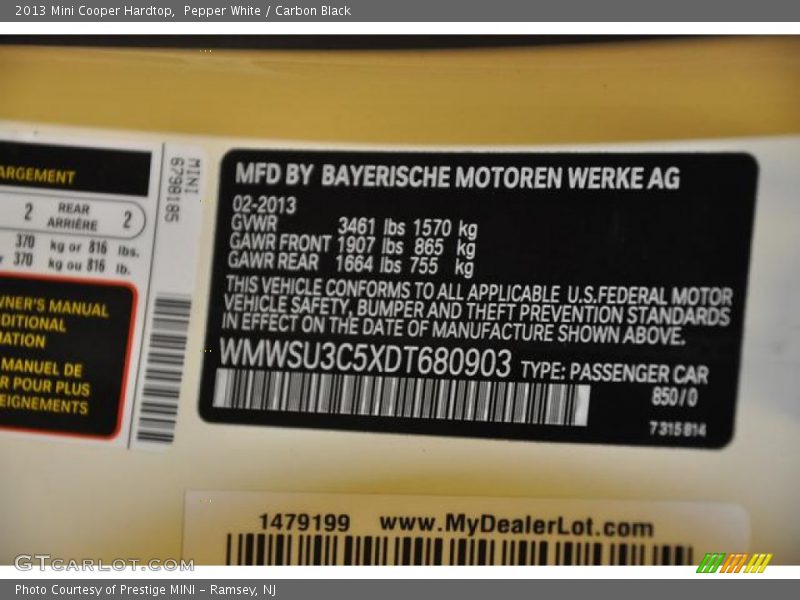 2013 Mini Cooper Hardtop, Pepper White / Carbon Black
ARGEMENT
2 REAR ARRIÈRE 2
370 kg or 816 lbs.
370 kg ou 816 lb.
WNER'S MANUAL
DITIONAL
MATION
MANUEL DE
R POUR PLUS
EIGNEMENTS
MINI
6798185
MFD BY BAYERISCHE MOTOREN WERKE AG
02-2013
GVWR 3461 lbs 1570 kg
GAWR FRONT 1907 lbs 865 kg
GAWR REAR 1664 lbs 755 kg
THIS VEHICLE CONFORMS TO ALL APPLICABLE U.S.FEDERAL MOTOR
VEHICLE SAFETY, BUMPER AND THEFT PREVENTION STANDARDS
IN EFFECT ON THE DATE OF MANUFACTURE SHOWN ABOVE.
WMWSU3C5XDT680903 TYPE: PASSENGER CAR
850/0
7315814
1479199 www.MyDealerLot.com
GTCarLot.com
Photo Courtesy of Prestige MINI - Ramsey, NJ